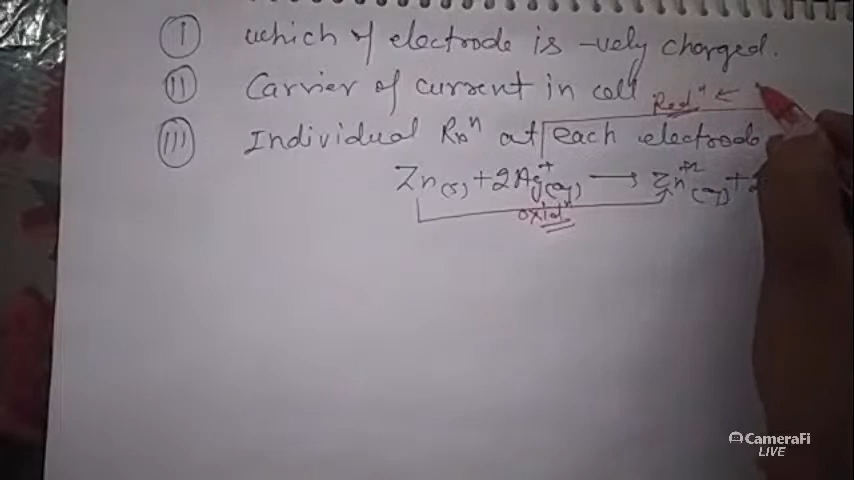 I which of electrode is -vely charged.
II Carrier of current in cell
Redⁿ ←
III Individual Rxⁿ at each electrode
Zn(s) + 2Ag⁺(aq) → Zn⁺²(aq) + 2
oxidⁿ
CameraFi
LIVE